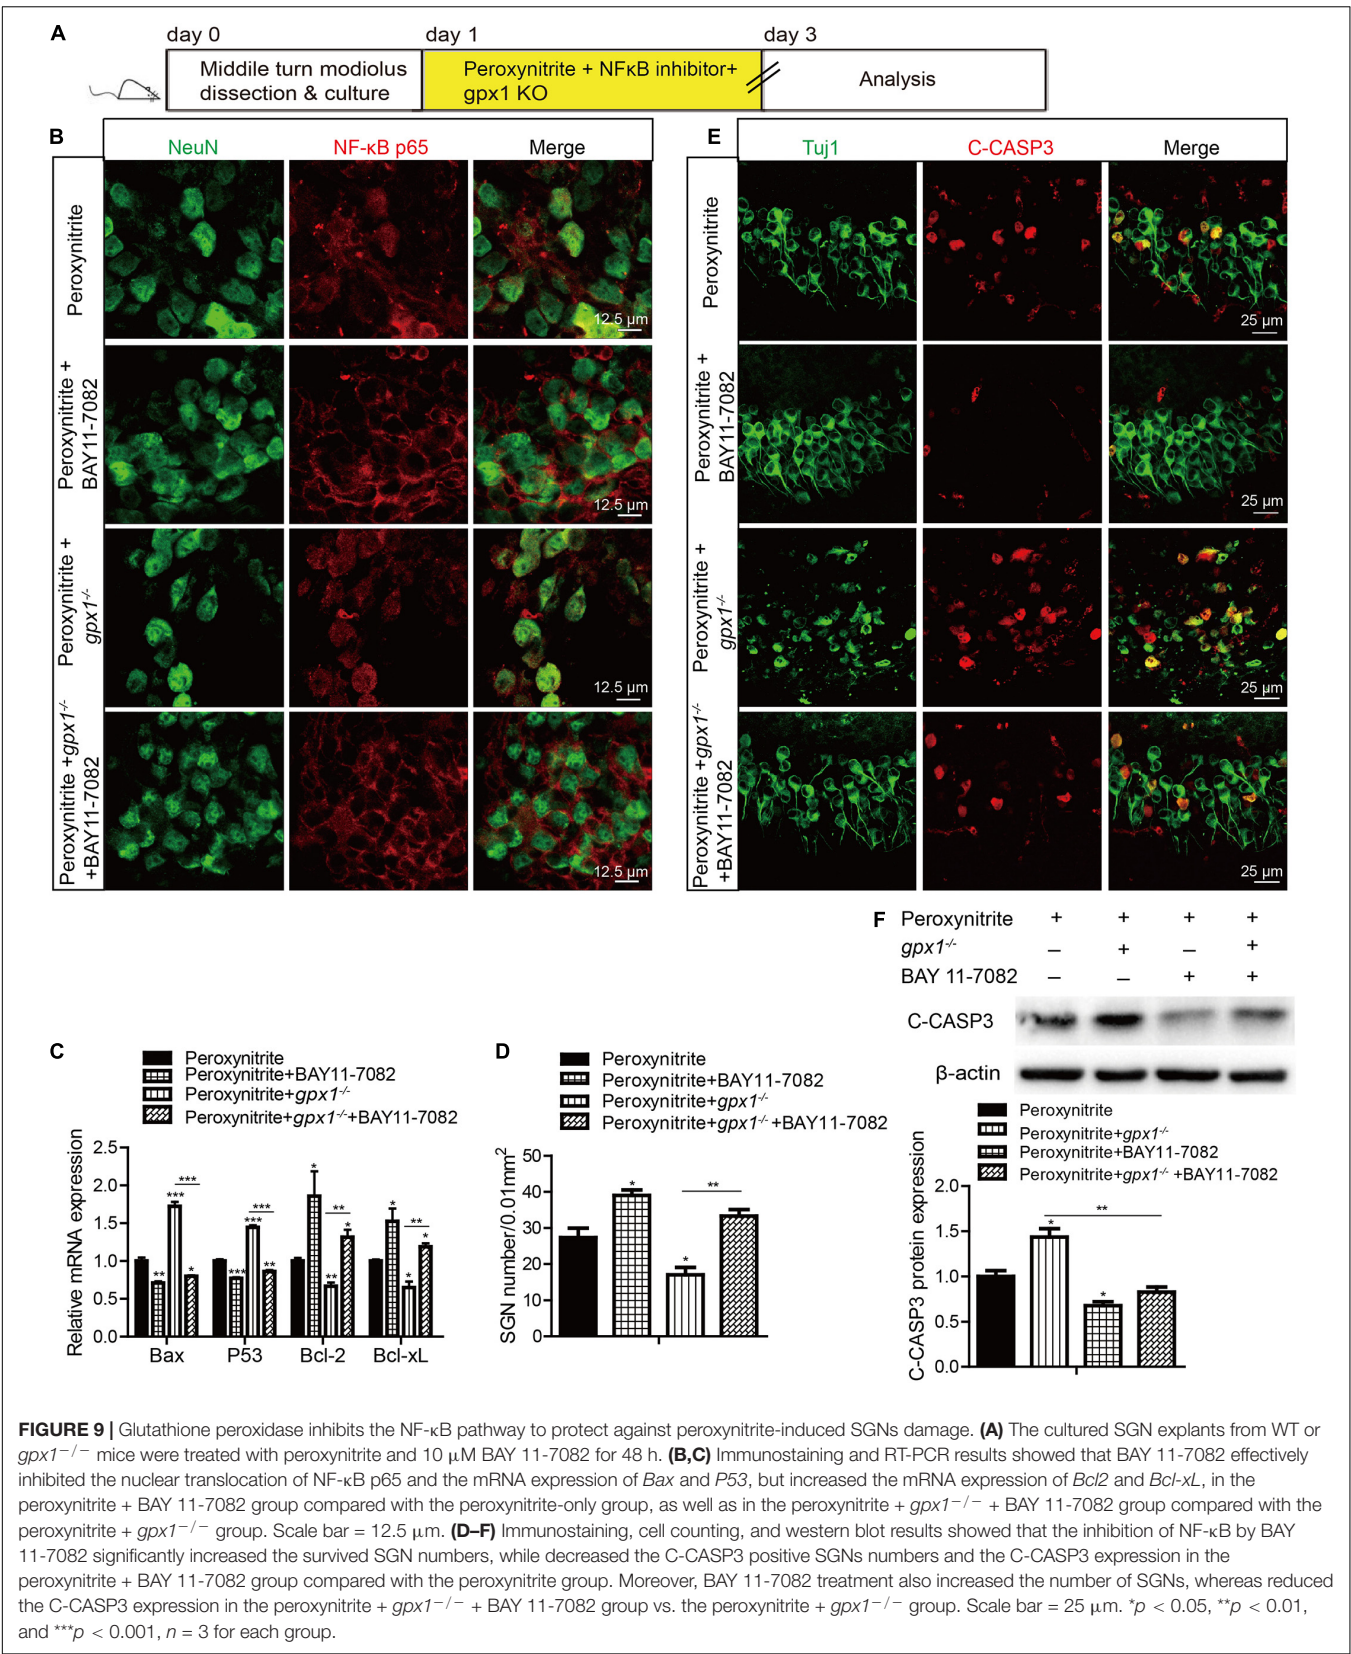 A
day 0
day 1
day 3
Middile turn modiolus
dissection & culture
Peroxynitrite + NFκB inhibitor+
gpx1 KO
Analysis
B
NeuN
NF-κB p65
Merge
Peroxynitrite
12.5 µm
Peroxynitrite +
BAY11-7082
12.5 µm
Peroxynitrite +
gpx1-/-
12.5 µm
Peroxynitrite +gpx1-/-
+BAY11-7082
12.5 µm
E
Tuj1
C-CASP3
Merge
Peroxynitrite
25 µm
Peroxynitrite +
BAY11-7082
25 µm
Peroxynitrite +
gpx1-/-
25 µm
Peroxynitrite +gpx1-/-
+BAY11-7082
25 µm
F
Peroxynitrite + + + +
gpx1-/- – + – +
BAY 11-7082 – – + +
C-CASP3
β-actin
Peroxynitrite
Peroxynitrite+gpx1-/-
Peroxynitrite+BAY11-7082
Peroxynitrite+gpx1-/- +BAY11-7082
C-CASP3 protein expression
2.0
1.5
1.0
0.5
0.0
*
*
**
C
Peroxynitrite
Peroxynitrite+BAY11-7082
Peroxynitrite+gpx1-/-
Peroxynitrite+gpx1-/-+BAY11-7082
Relative mRNA expression
2.5
2.0
1.5
1.0
0.5
0.0
** *** * ***
*** *** ** ***
* ** * **
* * * **
Bax P53 Bcl-2 Bcl-xL
D
Peroxynitrite
Peroxynitrite+BAY11-7082
Peroxynitrite+gpx1-/-
Peroxynitrite+gpx1-/- +BAY11-7082
SGN number/0.01mm2
50
40
30
20
10
0
*
*
**
FIGURE 9 | Glutathione peroxidase inhibits the NF-κB pathway to protect against peroxynitrite-induced SGNs damage. (A) The cultured SGN explants from WT or
gpx1−/− mice were treated with peroxynitrite and 10 µM BAY 11-7082 for 48 h. (B,C) Immunostaining and RT-PCR results showed that BAY 11-7082 effectively
inhibited the nuclear translocation of NF-κB p65 and the mRNA expression of Bax and P53, but increased the mRNA expression of Bcl2 and Bcl-xL, in the
peroxynitrite + BAY 11-7082 group compared with the peroxynitrite-only group, as well as in the peroxynitrite + gpx1−/− + BAY 11-7082 group compared with the
peroxynitrite + gpx1−/− group. Scale bar = 12.5 µm. (D–F) Immunostaining, cell counting, and western blot results showed that the inhibition of NF-κB by BAY
11-7082 significantly increased the survived SGN numbers, while decreased the C-CASP3 positive SGNs numbers and the C-CASP3 expression in the
peroxynitrite + BAY 11-7082 group compared with the peroxynitrite group. Moreover, BAY 11-7082 treatment also increased the number of SGNs, whereas reduced
the C-CASP3 expression in the peroxynitrite + gpx1−/− + BAY 11-7082 group vs. the peroxynitrite + gpx1−/− group. Scale bar = 25 µm. *p < 0.05, **p < 0.01,
and ***p < 0.001, n = 3 for each group.